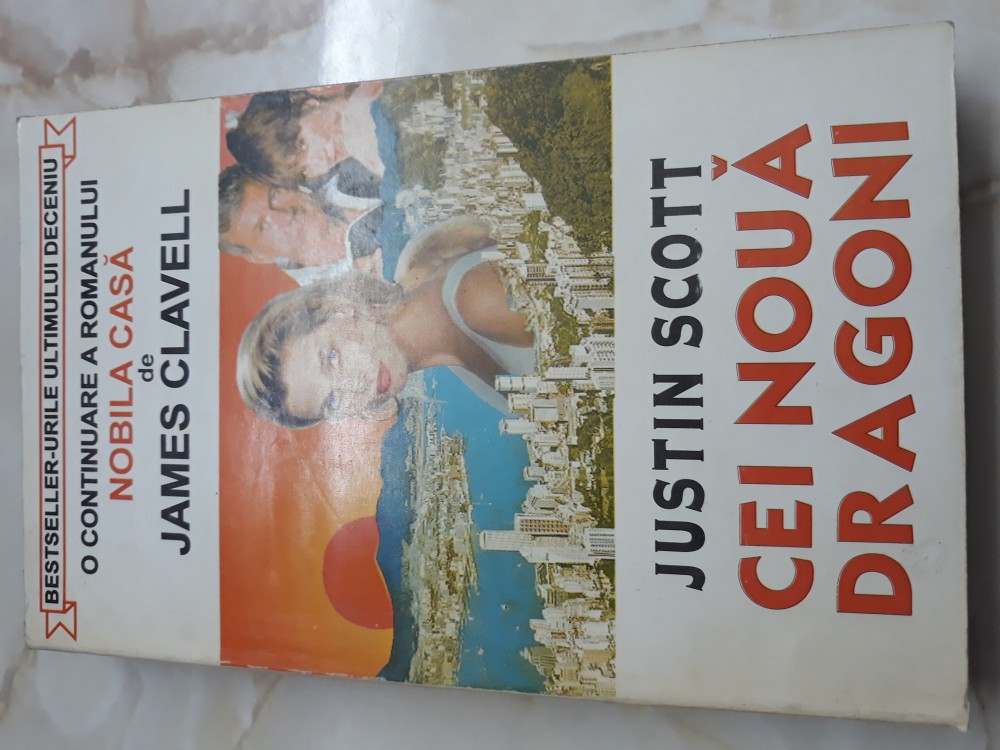 BESTSELLER-URILE ULTIMULUI DECENIU
O CONTINUARE A ROMANULUI
NOBILA CASĂ
de
JAMES CLAVELL
JUSTIN SCOTT
CEI NOUĂ
DRAGONI